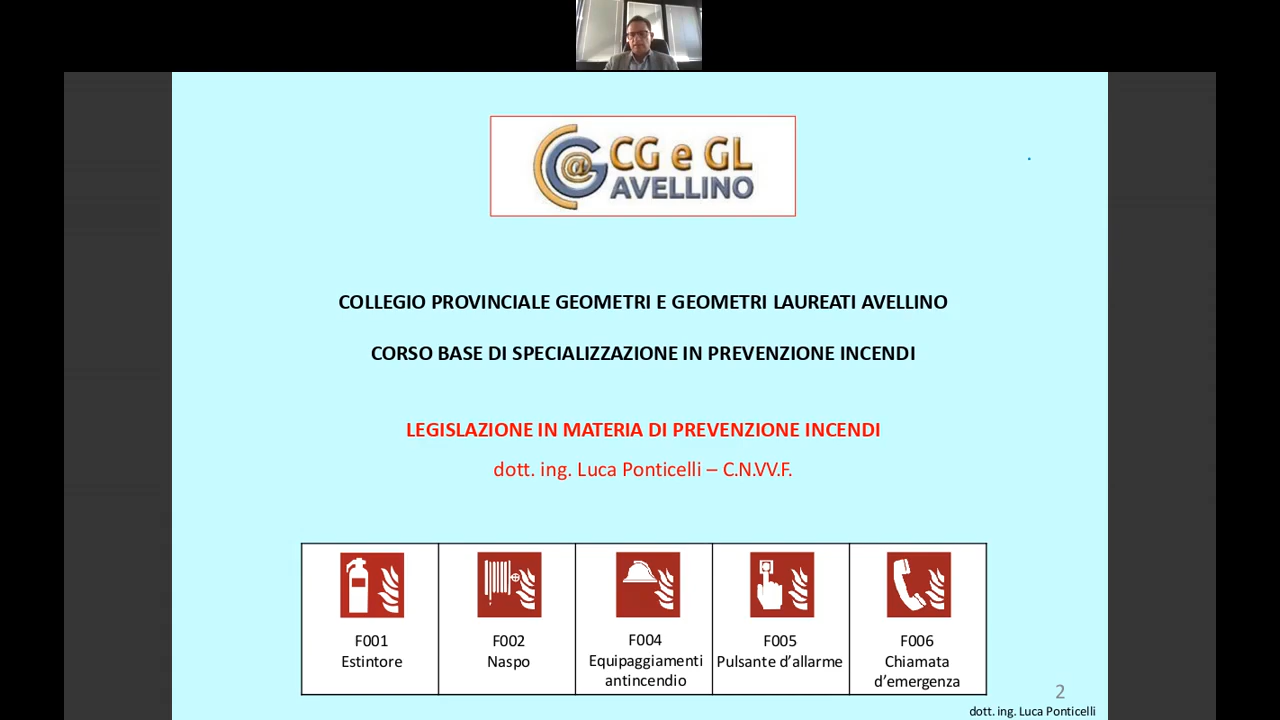 CG e GL
@ AVELLINO
COLLEGIO PROVINCIALE GEOMETRI E GEOMETRI LAUREATI AVELLINO
CORSO BASE DI SPECIALIZZAZIONE IN PREVENZIONE INCENDI
LEGISLAZIONE IN MATERIA DI PREVENZIONE INCENDI
dott. ing. Luca Ponticelli – C.N.VV.F.
F001
Estintore
F002
Naspo
F004
Equipaggiamenti
antincendio
F005
Pulsante d'allarme
F006
Chiamata
d'emergenza
2
dott. ing. Luca Ponticelli